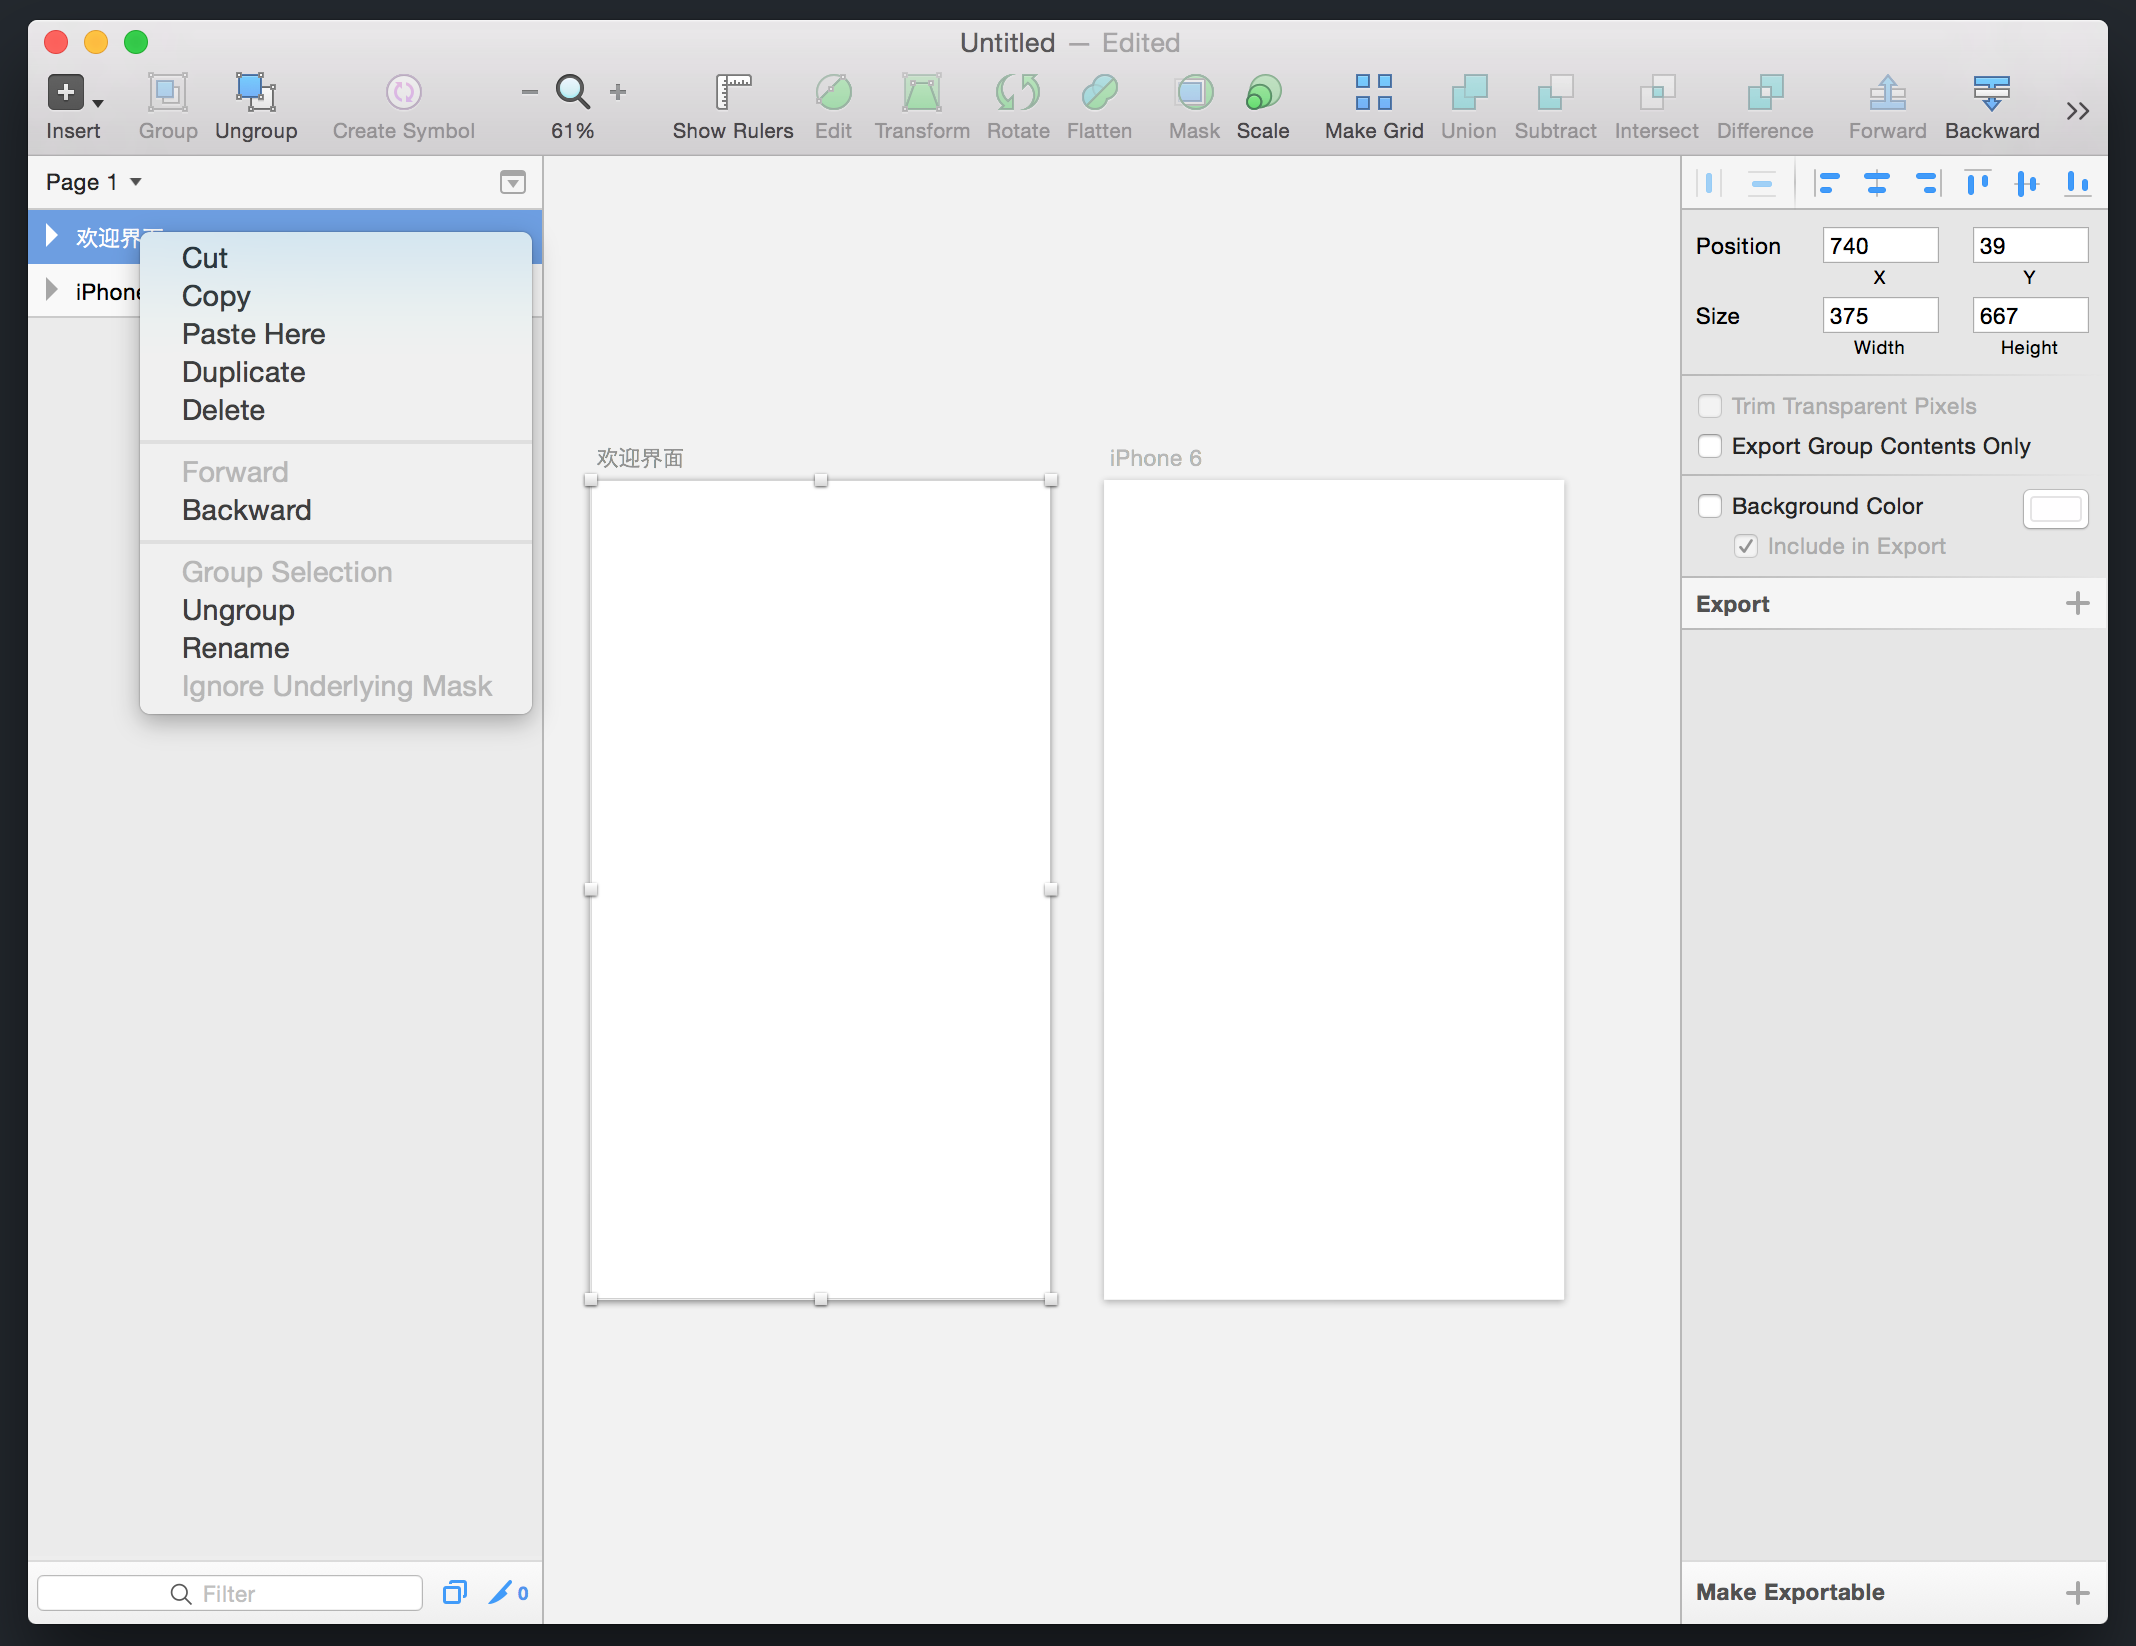 Untitled — Edited
Insert Group Ungroup Create Symbol 61% Show Rulers Edit Transform Rotate Flatten Mask Scale Make Grid Union Subtract Intersect Difference Forward Backward
Page 1
欢迎界
iPhone
Cut
Copy
Paste Here
Duplicate
Delete
Forward
Backward
Group Selection
Ungroup
Rename
Ignore Underlying Mask
Filter
0
欢迎界面
iPhone 6
Position 740 39
X Y
Size 375 667
Width Height
Trim Transparent Pixels
Export Group Contents Only
Background Color
Include in Export
Export
Make Exportable